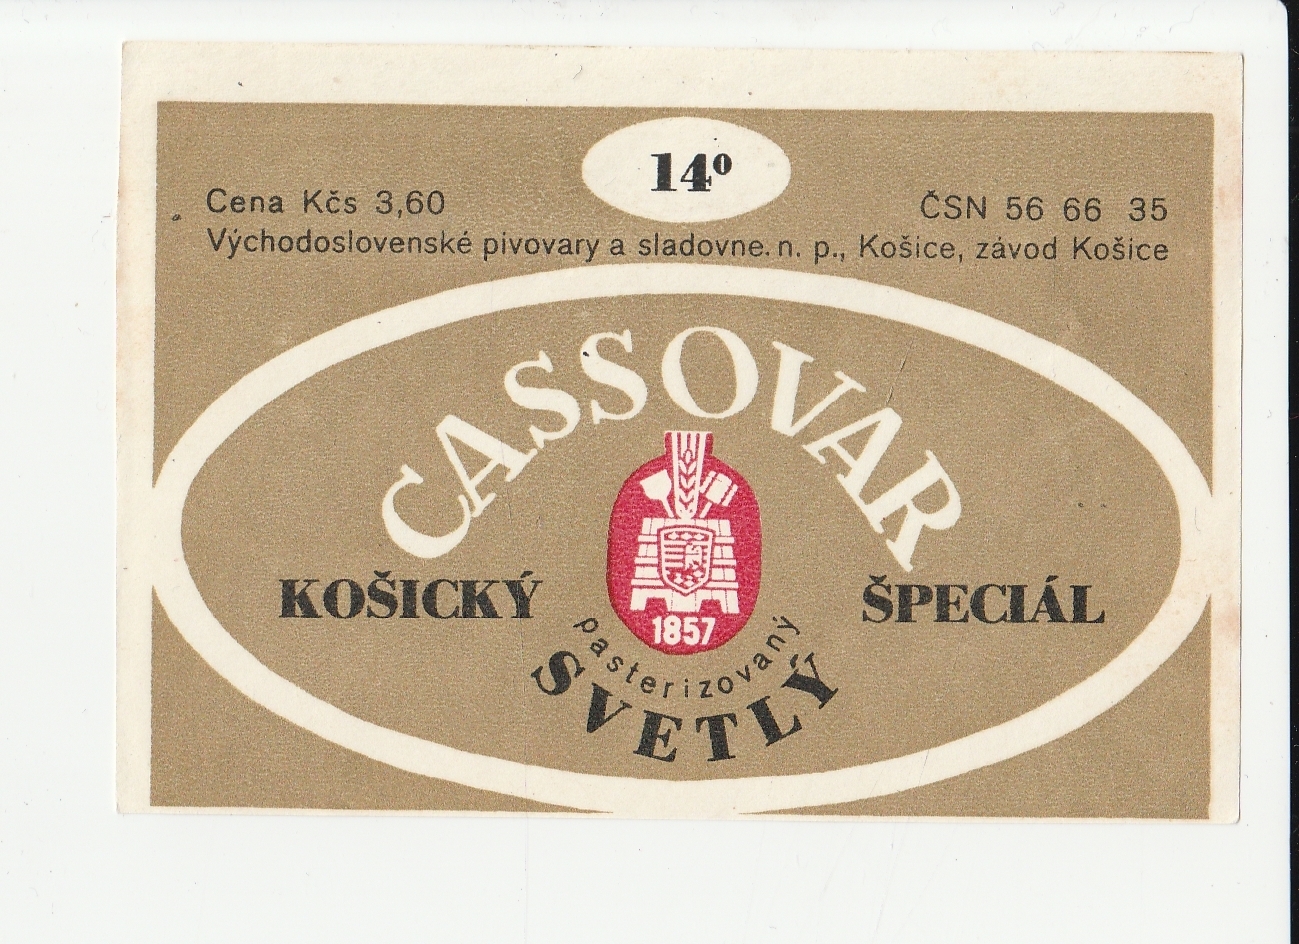 14º
Cena Kčs 3,60
ČSN 56 66 35
Východoslovenské pivovary a sladovne. n. p., Košice, závod Košice
CASSOVAR
KOŠICKÝ
ŠPECIÁL
1857
pasterizovaný
SVETLÝ